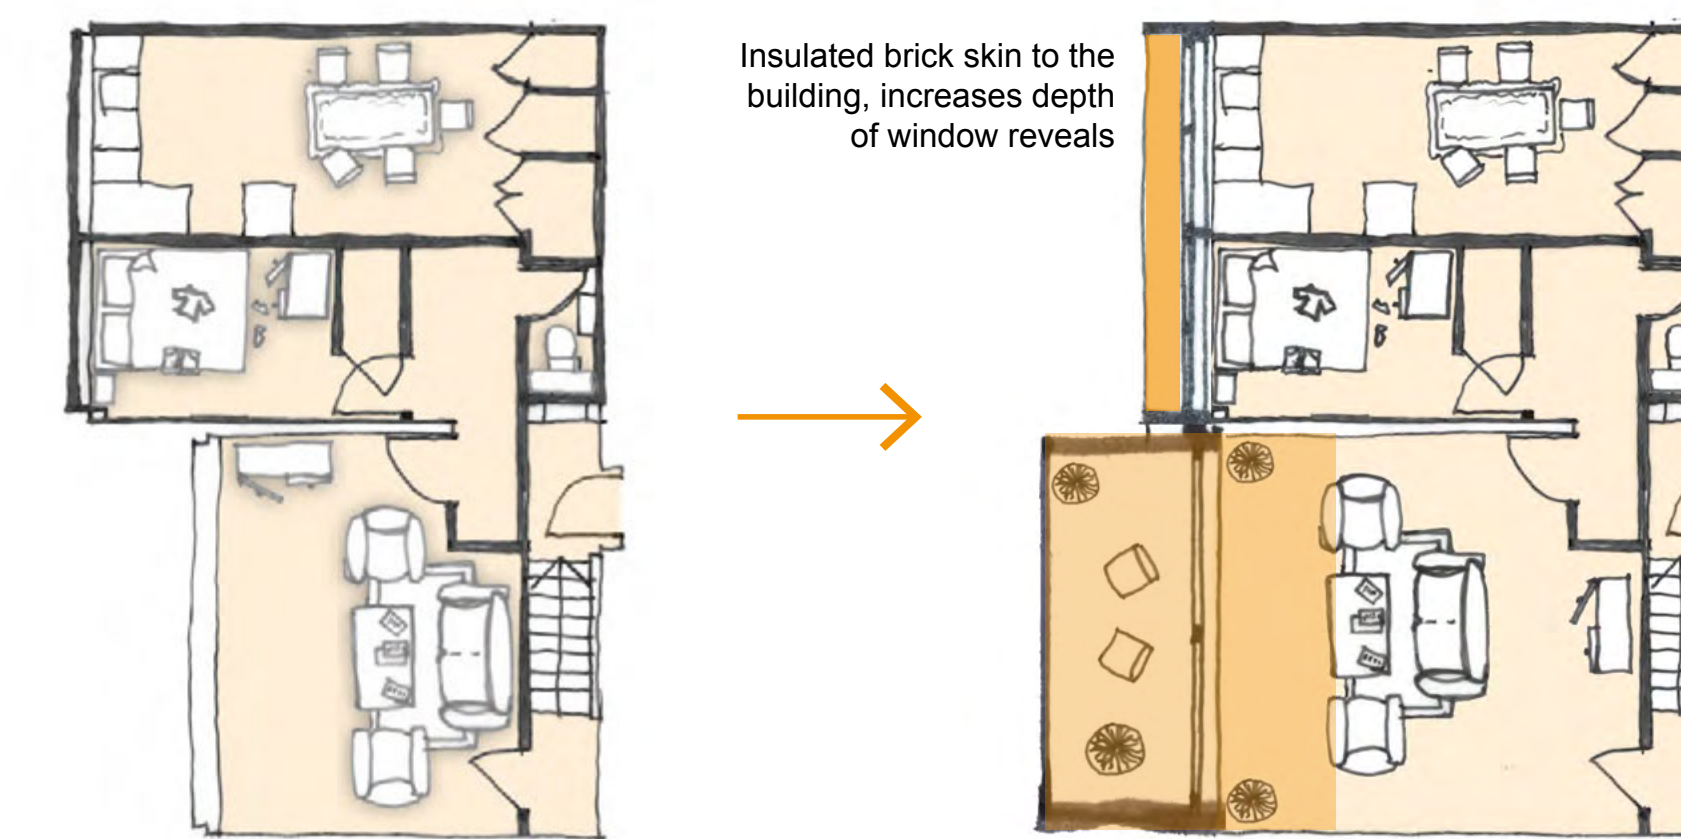 Insulated brick skin to the
building, increases depth
of window reveals